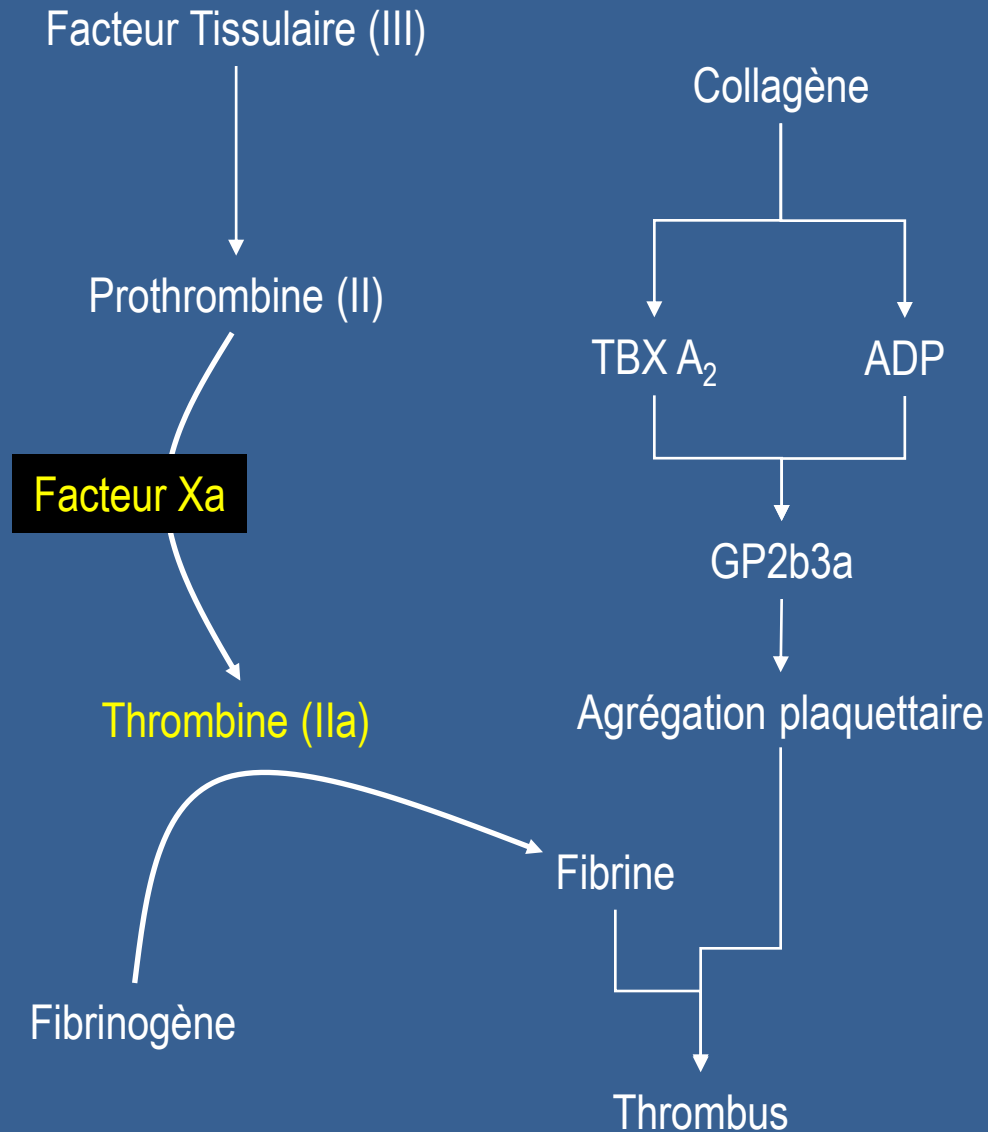 Facteur Tissulaire (III)
Collagène
Prothrombine (II)
TBX A₂
ADP
Facteur Xa
GP2b3a
Thrombine (IIa)
Agrégation plaquettaire
Fibrine
Fibrinogène
Thrombus